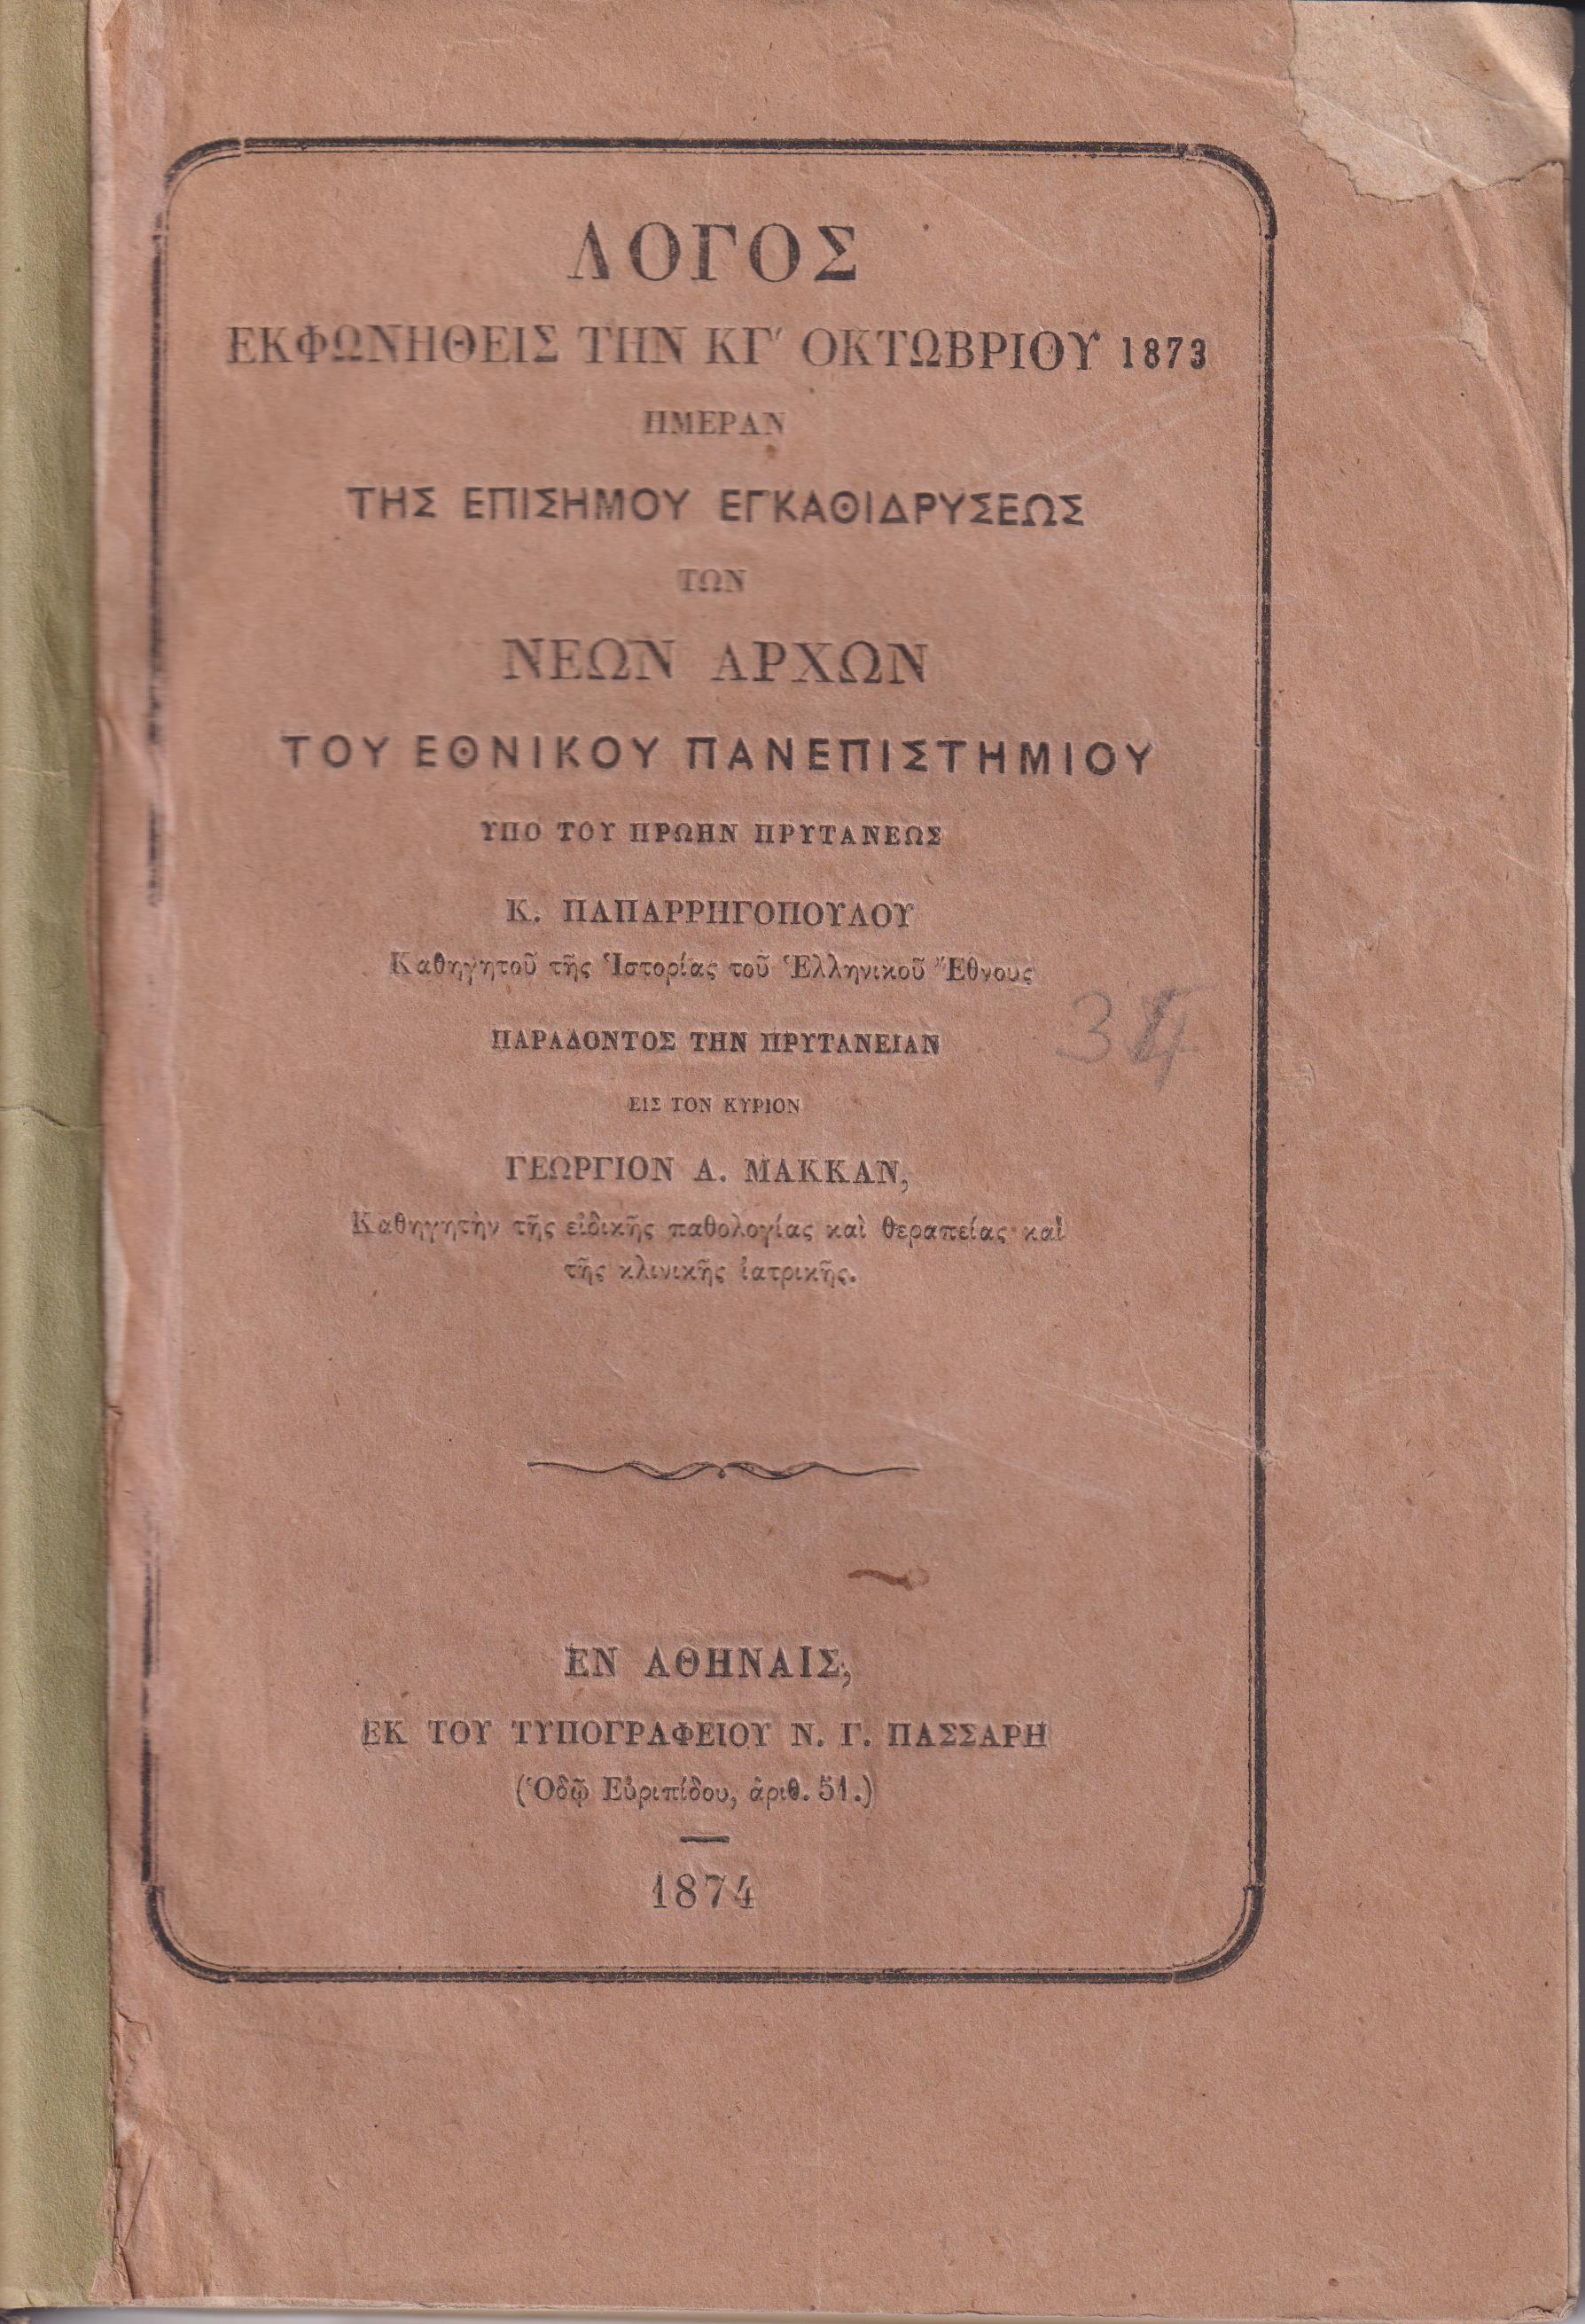 ΛΟΓΟΣ
ΕΚΦΩΝΗΘΕΙΣ ΤΗΝ ΚΓ' ΟΚΤΩΒΡΙΟΥ 1873
ΗΜΕΡΑΝ
ΤΗΣ ΕΠΙΣΗΜΟΥ ΕΓΚΑΘΙΔΡΥΣΕΩΣ
ΤΩΝ
ΝΕΩΝ ΑΡΧΩΝ
ΤΟΥ ΕΘΝΙΚΟΥ ΠΑΝΕΠΙΣΤΗΜΙΟΥ
ΥΠΟ ΤΟΥ ΠΡΩΗΝ ΠΡΥΤΑΝΕΩΣ
Κ. ΠΑΠΑΡΡΗΓΟΠΟΥΛΟΥ
Καθηγητοῦ τῆς Ἱστορίας τοῦ Ἑλληνικοῦ Ἔθνους
ΠΑΡΑΔΟΝΤΟΣ ΤΗΝ ΠΡΥΤΑΝΕΙΑΝ
ΕΙΣ ΤΟΝ ΚΥΡΙΟΝ
ΓΕΩΡΓΙΟΝ Α. ΜΑΚΚΑΝ,
Καθηγητὴν τῆς εἰδικῆς παθολογίας καὶ θεραπείας καὶ
τῆς κλινικῆς ἰατρικῆς.
ΕΝ ΑΘΗΝΑΙΣ,
ΕΚ ΤΟΥ ΤΥΠΟΓΡΑΦΕΙΟΥ Ν. Γ. ΠΑΣΣΑΡΗ
(Ὁδῷ Εὐριπίδου, ἀριθ. 51.)
1874